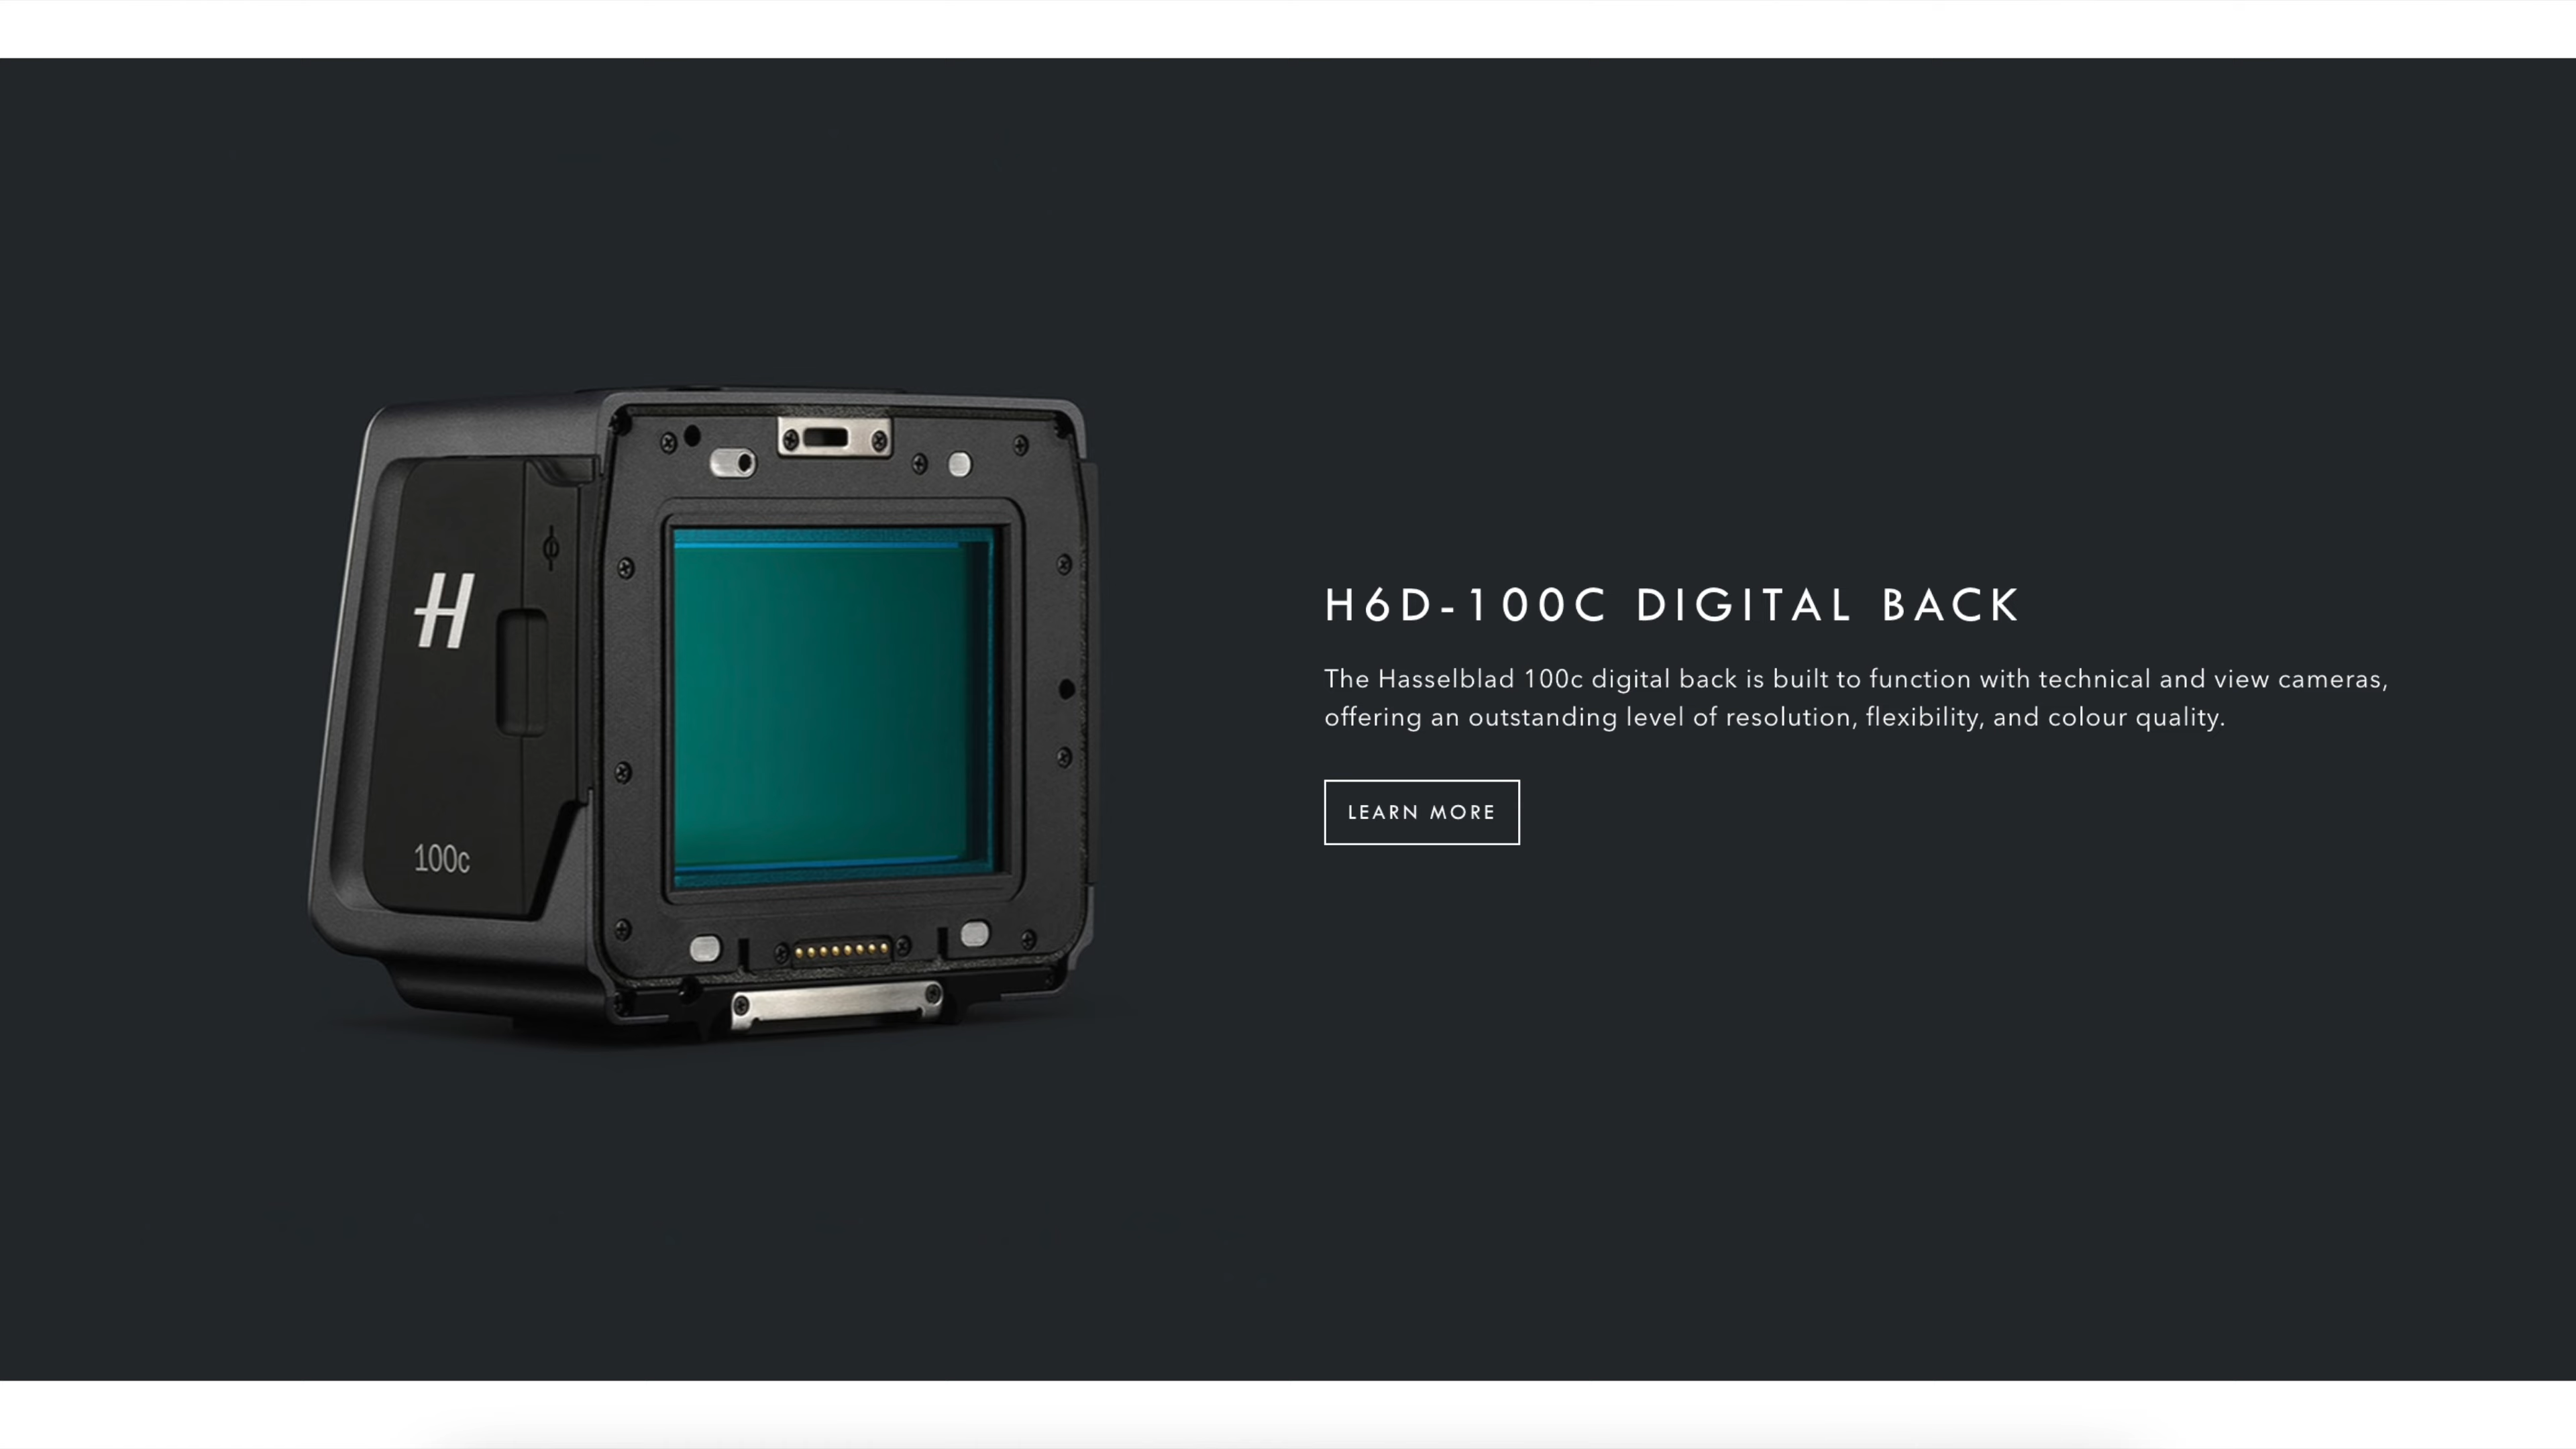 H
100c
H6D-100C DIGITAL BACK
The Hasselblad 100c digital back is built to function with technical and view cameras,
offering an outstanding level of resolution, flexibility, and colour quality.
LEARN MORE